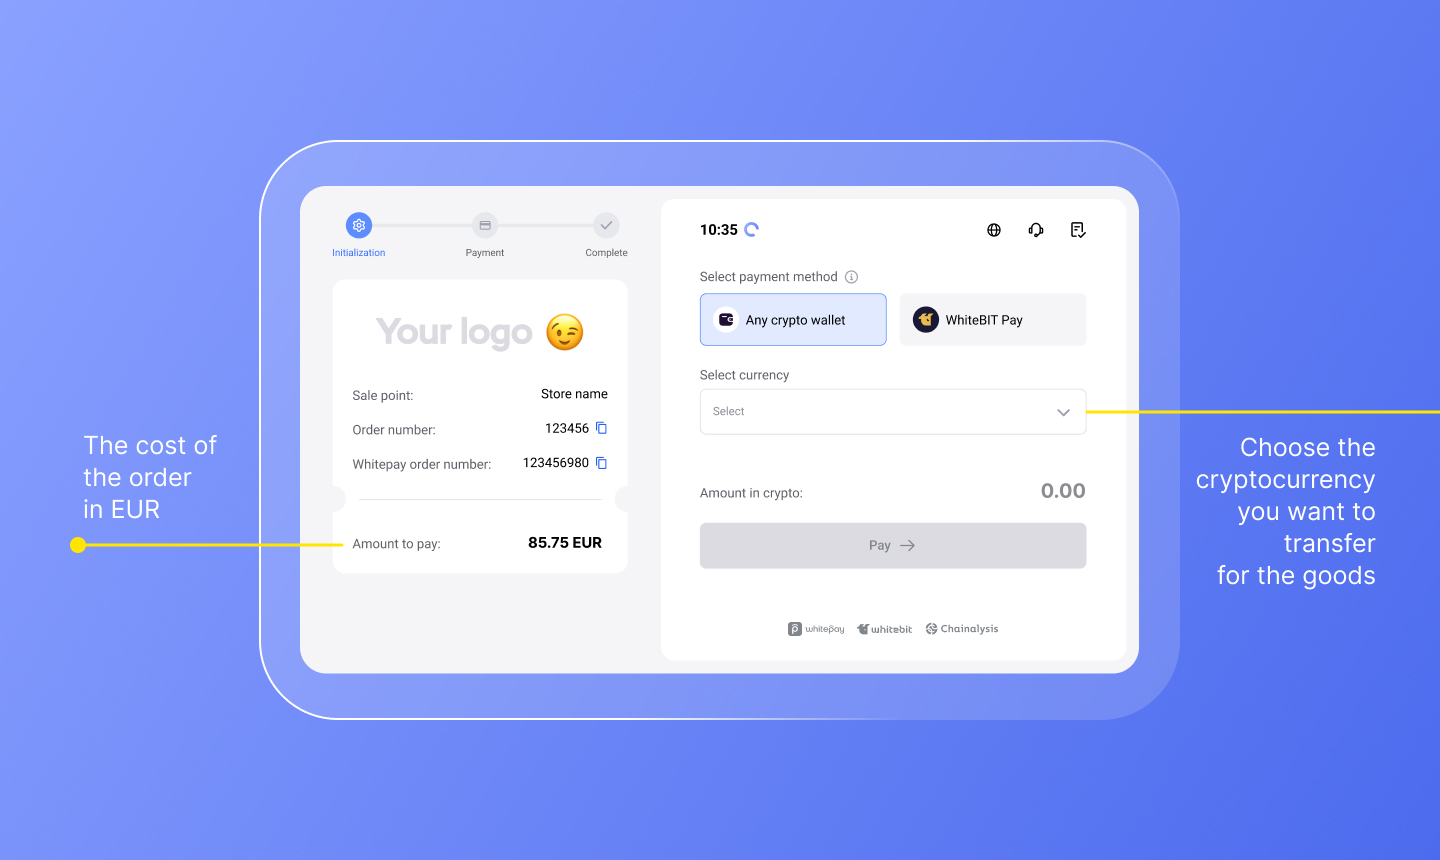 The cost of
the order
in EUR
Initialization
Payment
Complete
Your logo
Sale point:
Store name
Order number:
123456
Whitepay order number:
123456980
Amount to pay:
85.75 EUR
10:35
Select payment method
Any crypto wallet
WhiteBIT Pay
Select currency
Select
Amount in crypto:
0.00
Pay
whitepay
whitebit
Chainalysis
Choose the
cryptocurrency
you want to
transfer
for the goods